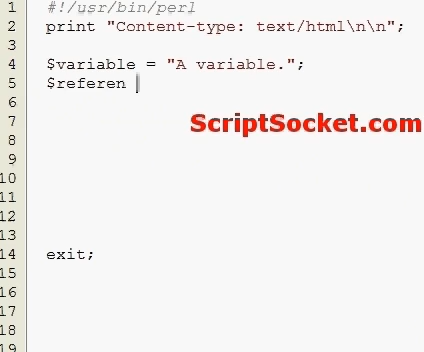 1 #!/usr/bin/perl
2 print "Content-type: text/html\n\n";
3
4 $variable = "A variable.";
5 $referen
6
7 ScriptSocket.com
8
9
10
11
12
13
14 exit;
15
16
17
18
19